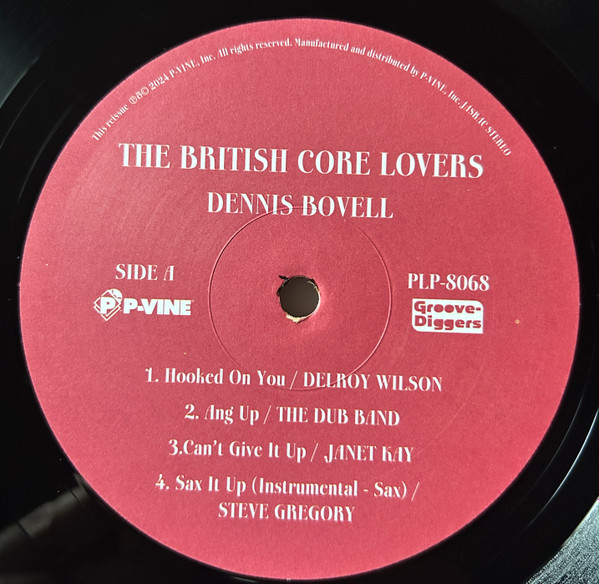 This reissue ℗&© 2024 P-VINE, Inc. All rights reserved. Manufactured and distributed by P-VINE, Inc. JASRAC STEREO
THE BRITISH CORE LOVERS
DENNIS BOVELL
SIDE A
PLP-8068
P P-VINE
Groove-
Diggers
1. Hooked On You / DELROY WILSON
2. Ang Up / THE DUB BAND
3.Can't Give It Up / JANET KAY
4. Sax It Up (Instrumental - Sax) /
STEVE GREGORY